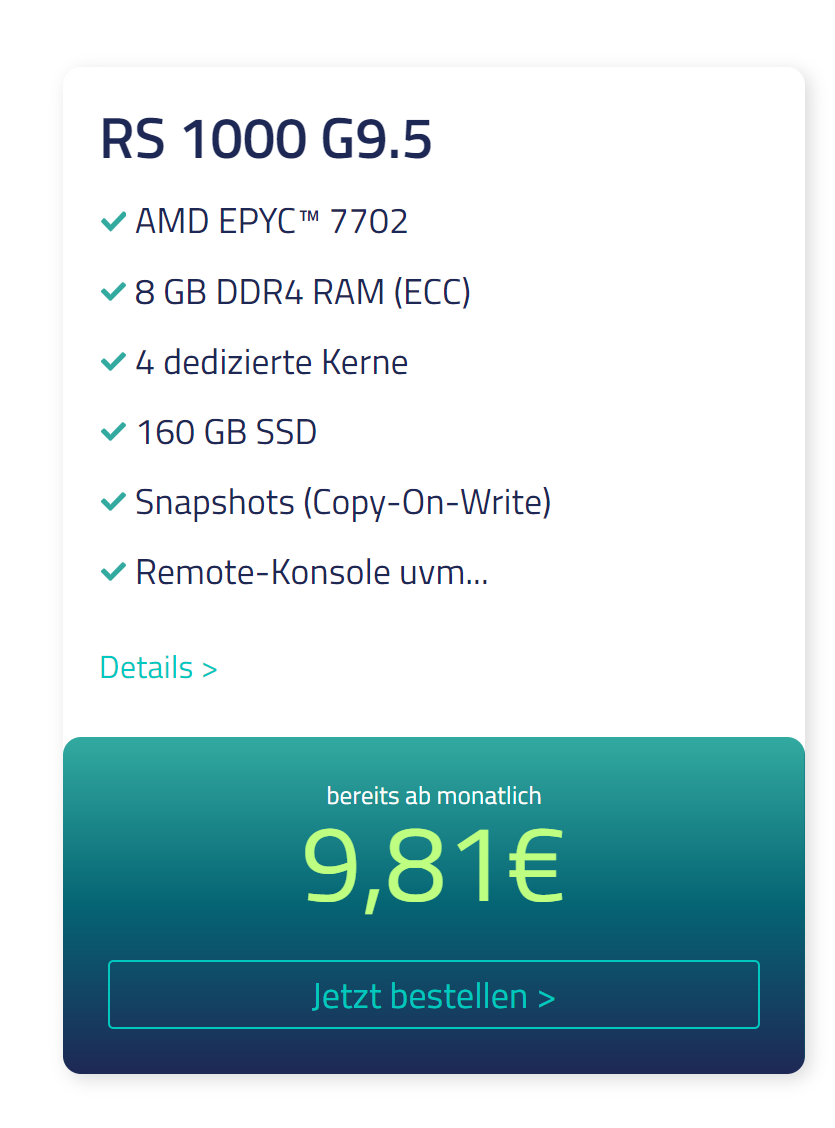 RS 1000 G9.5
AMD EPYC™ 7702
8 GB DDR4 RAM (ECC)
4 dedizierte Kerne
160 GB SSD
Snapshots (Copy-On-Write)
Remote-Konsole uvm...
Details >
bereits ab monatlich
9,81€
Jetzt bestellen >